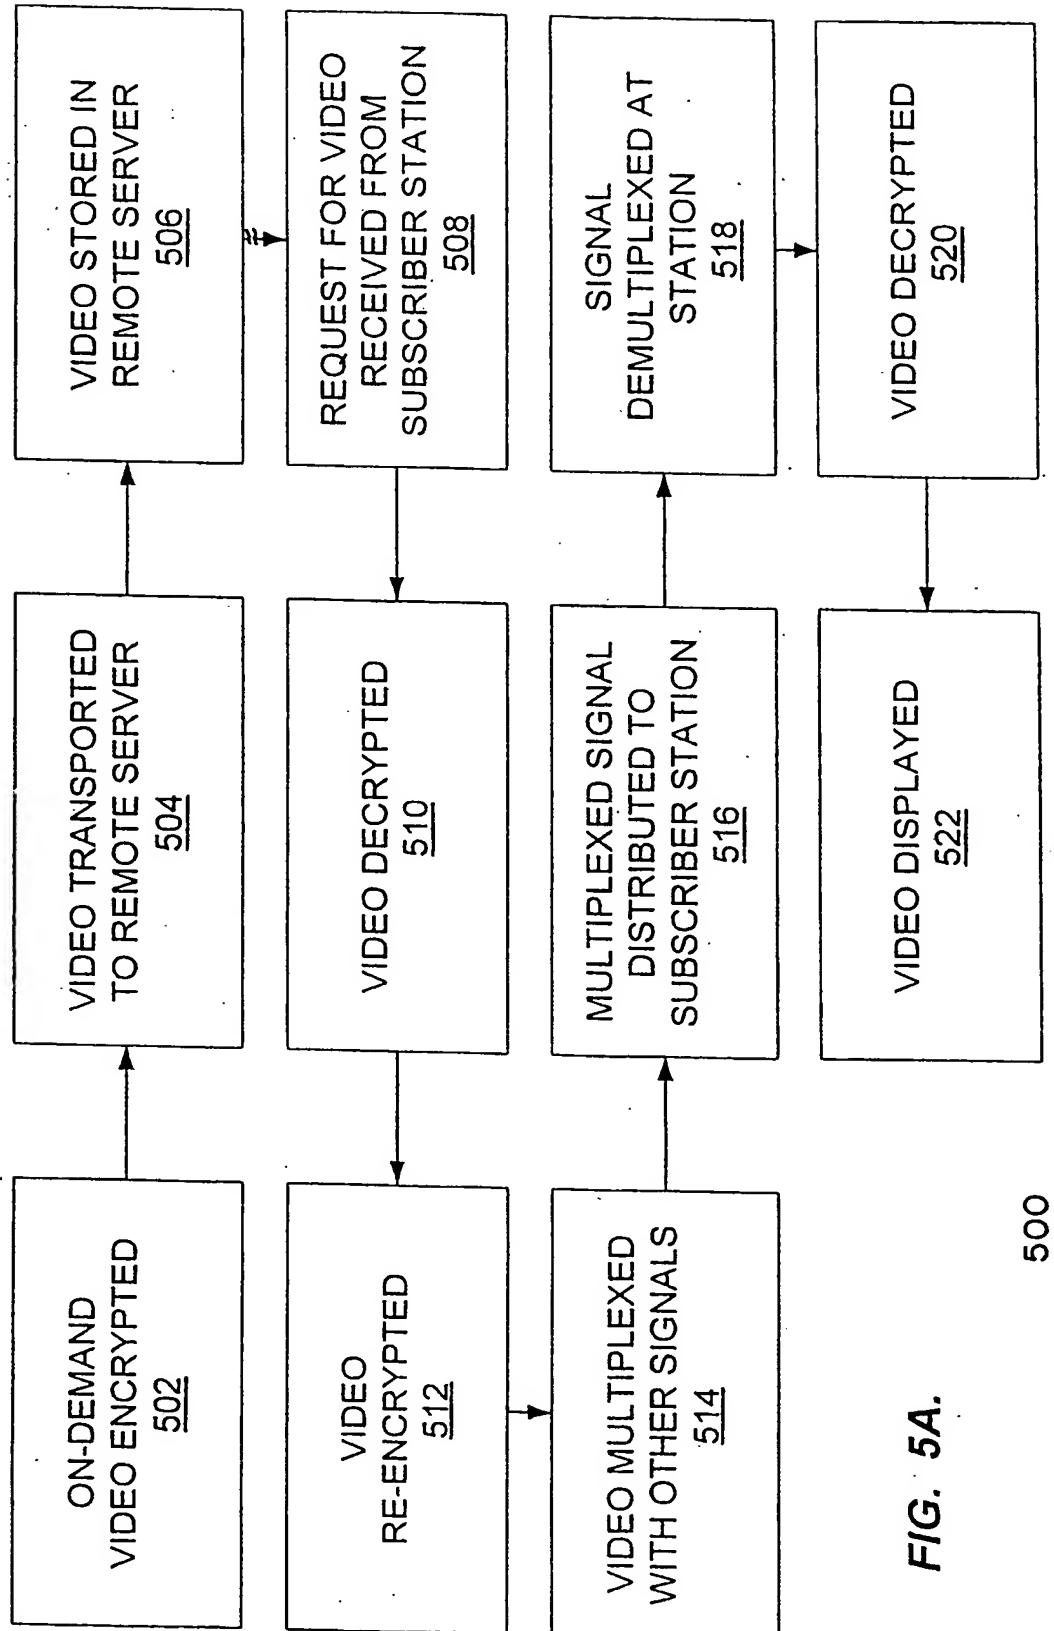 ON-DEMAND
VIDEO ENCRYPTED
502
VIDEO TRANSPORTED
TO REMOTE SERVER
504
VIDEO STORED IN
REMOTE SERVER
506
REQUEST FOR VIDEO
RECEIVED FROM
SUBSCRIBER STATION
508
VIDEO DECRYPTED
510
VIDEO
RE-ENCRYPTED
512
VIDEO MULTIPLEXED
WITH OTHER SIGNALS
514
MULTIPLEXED SIGNAL
DISTRIBUTED TO
SUBSCRIBER STATION
516
SIGNAL
DEMULTIPLEXED AT
STATION
518
VIDEO DECRYPTED
520
VIDEO DISPLAYED
522
FIG. 5A.
500